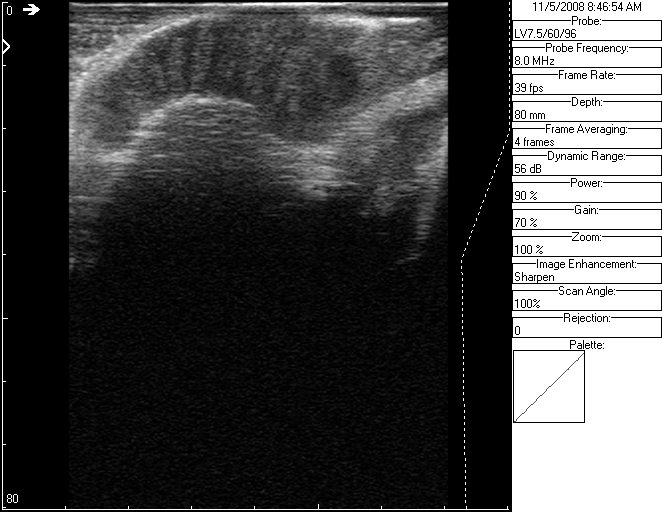 0
80
11/5/2008 8:46:54 AM
Probe:
LV7.5/60/96
Probe Frequency:
8.0 MHz
Frame Rate:
39 fps
Depth:
80 mm
Frame Averaging:
4 frames
Dynamic Range:
56 dB
Power:
90 %
Gain:
70 %
Zoom:
100 %
Image Enhancement:
Sharpen
Scan Angle:
100%
Rejection:
0
Palette: